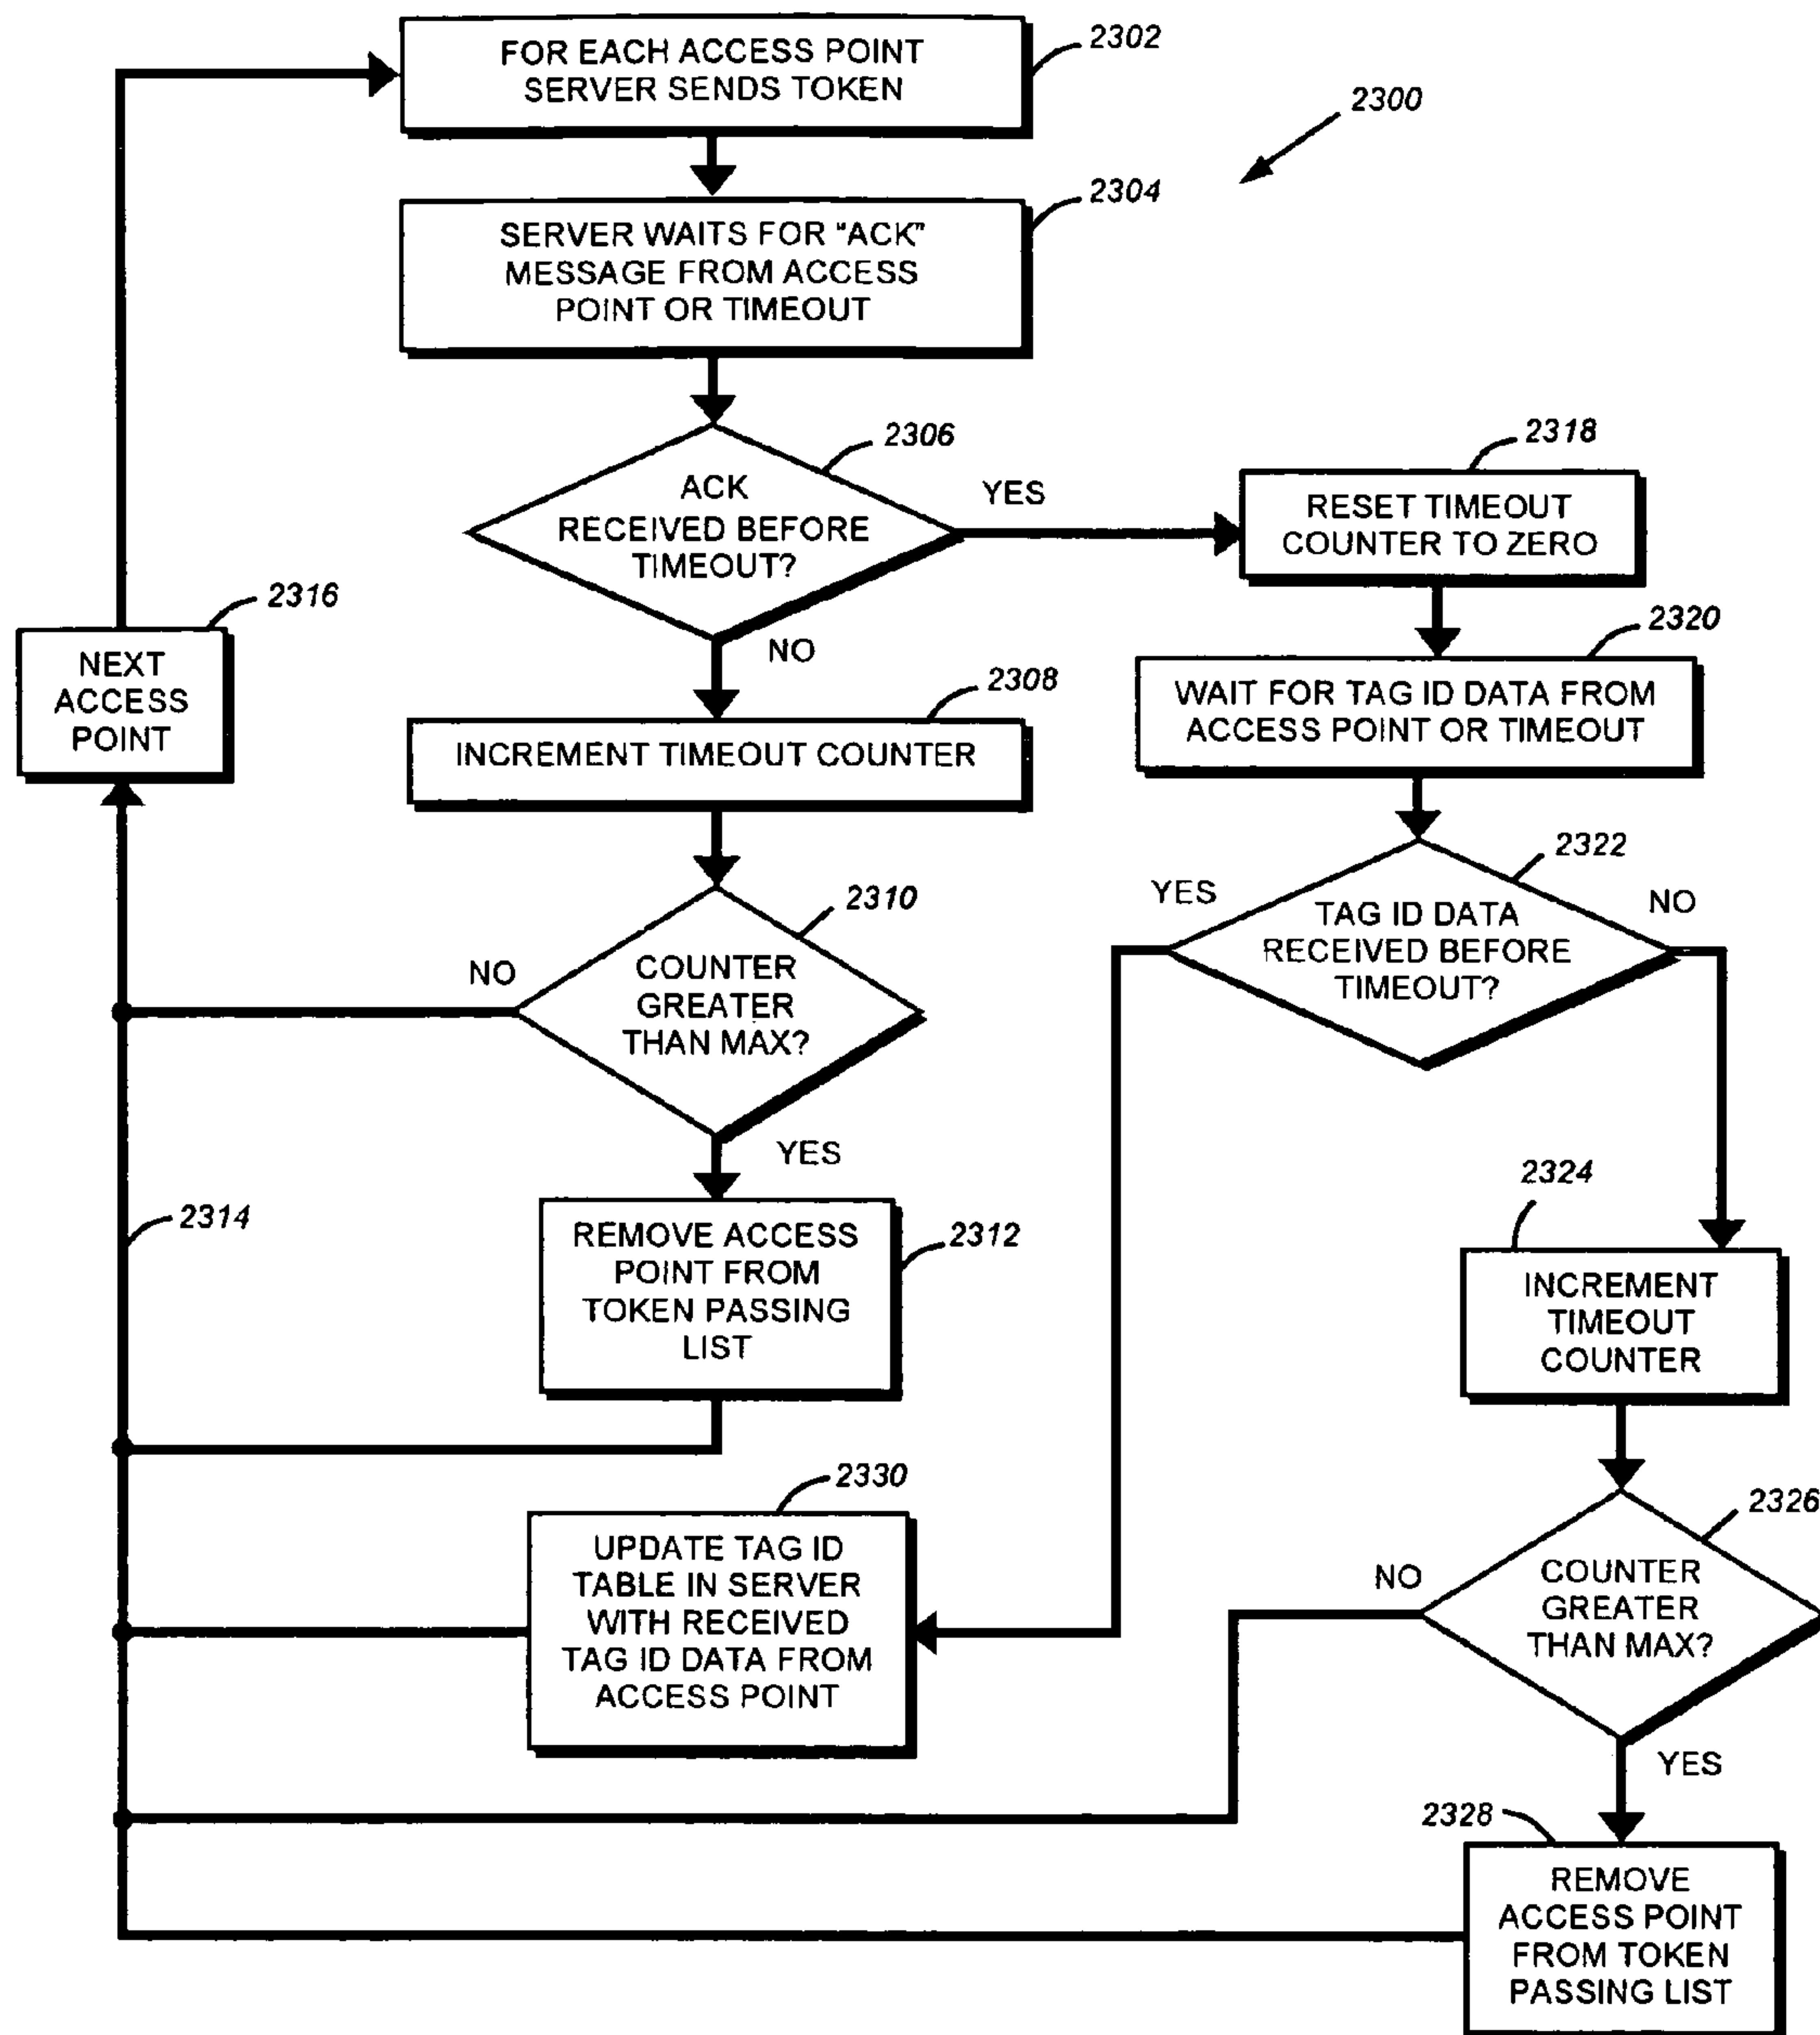 FOR EACH ACCESS POINT
SERVER SENDS TOKEN
2302
2300
SERVER WAITS FOR "ACK"
MESSAGE FROM ACCESS
POINT OR TIMEOUT
2304
ACK
RECEIVED BEFORE
TIMEOUT?
2306
YES
NO
RESET TIMEOUT
COUNTER TO ZERO
2318
NEXT
ACCESS
POINT
2316
INCREMENT TIMEOUT COUNTER
2308
WAIT FOR TAG ID DATA FROM
ACCESS POINT OR TIMEOUT
2320
COUNTER
GREATER
THAN MAX?
2310
NO
YES
TAG ID DATA
RECEIVED BEFORE
TIMEOUT?
2322
YES
NO
2314
REMOVE ACCESS
POINT FROM
TOKEN PASSING
LIST
2312
INCREMENT
TIMEOUT
COUNTER
2324
UPDATE TAG ID
TABLE IN SERVER
WITH RECEIVED
TAG ID DATA FROM
ACCESS POINT
2330
COUNTER
GREATER
THAN MAX?
2326
NO
YES
REMOVE
ACCESS POINT
FROM TOKEN
PASSING LIST
2328